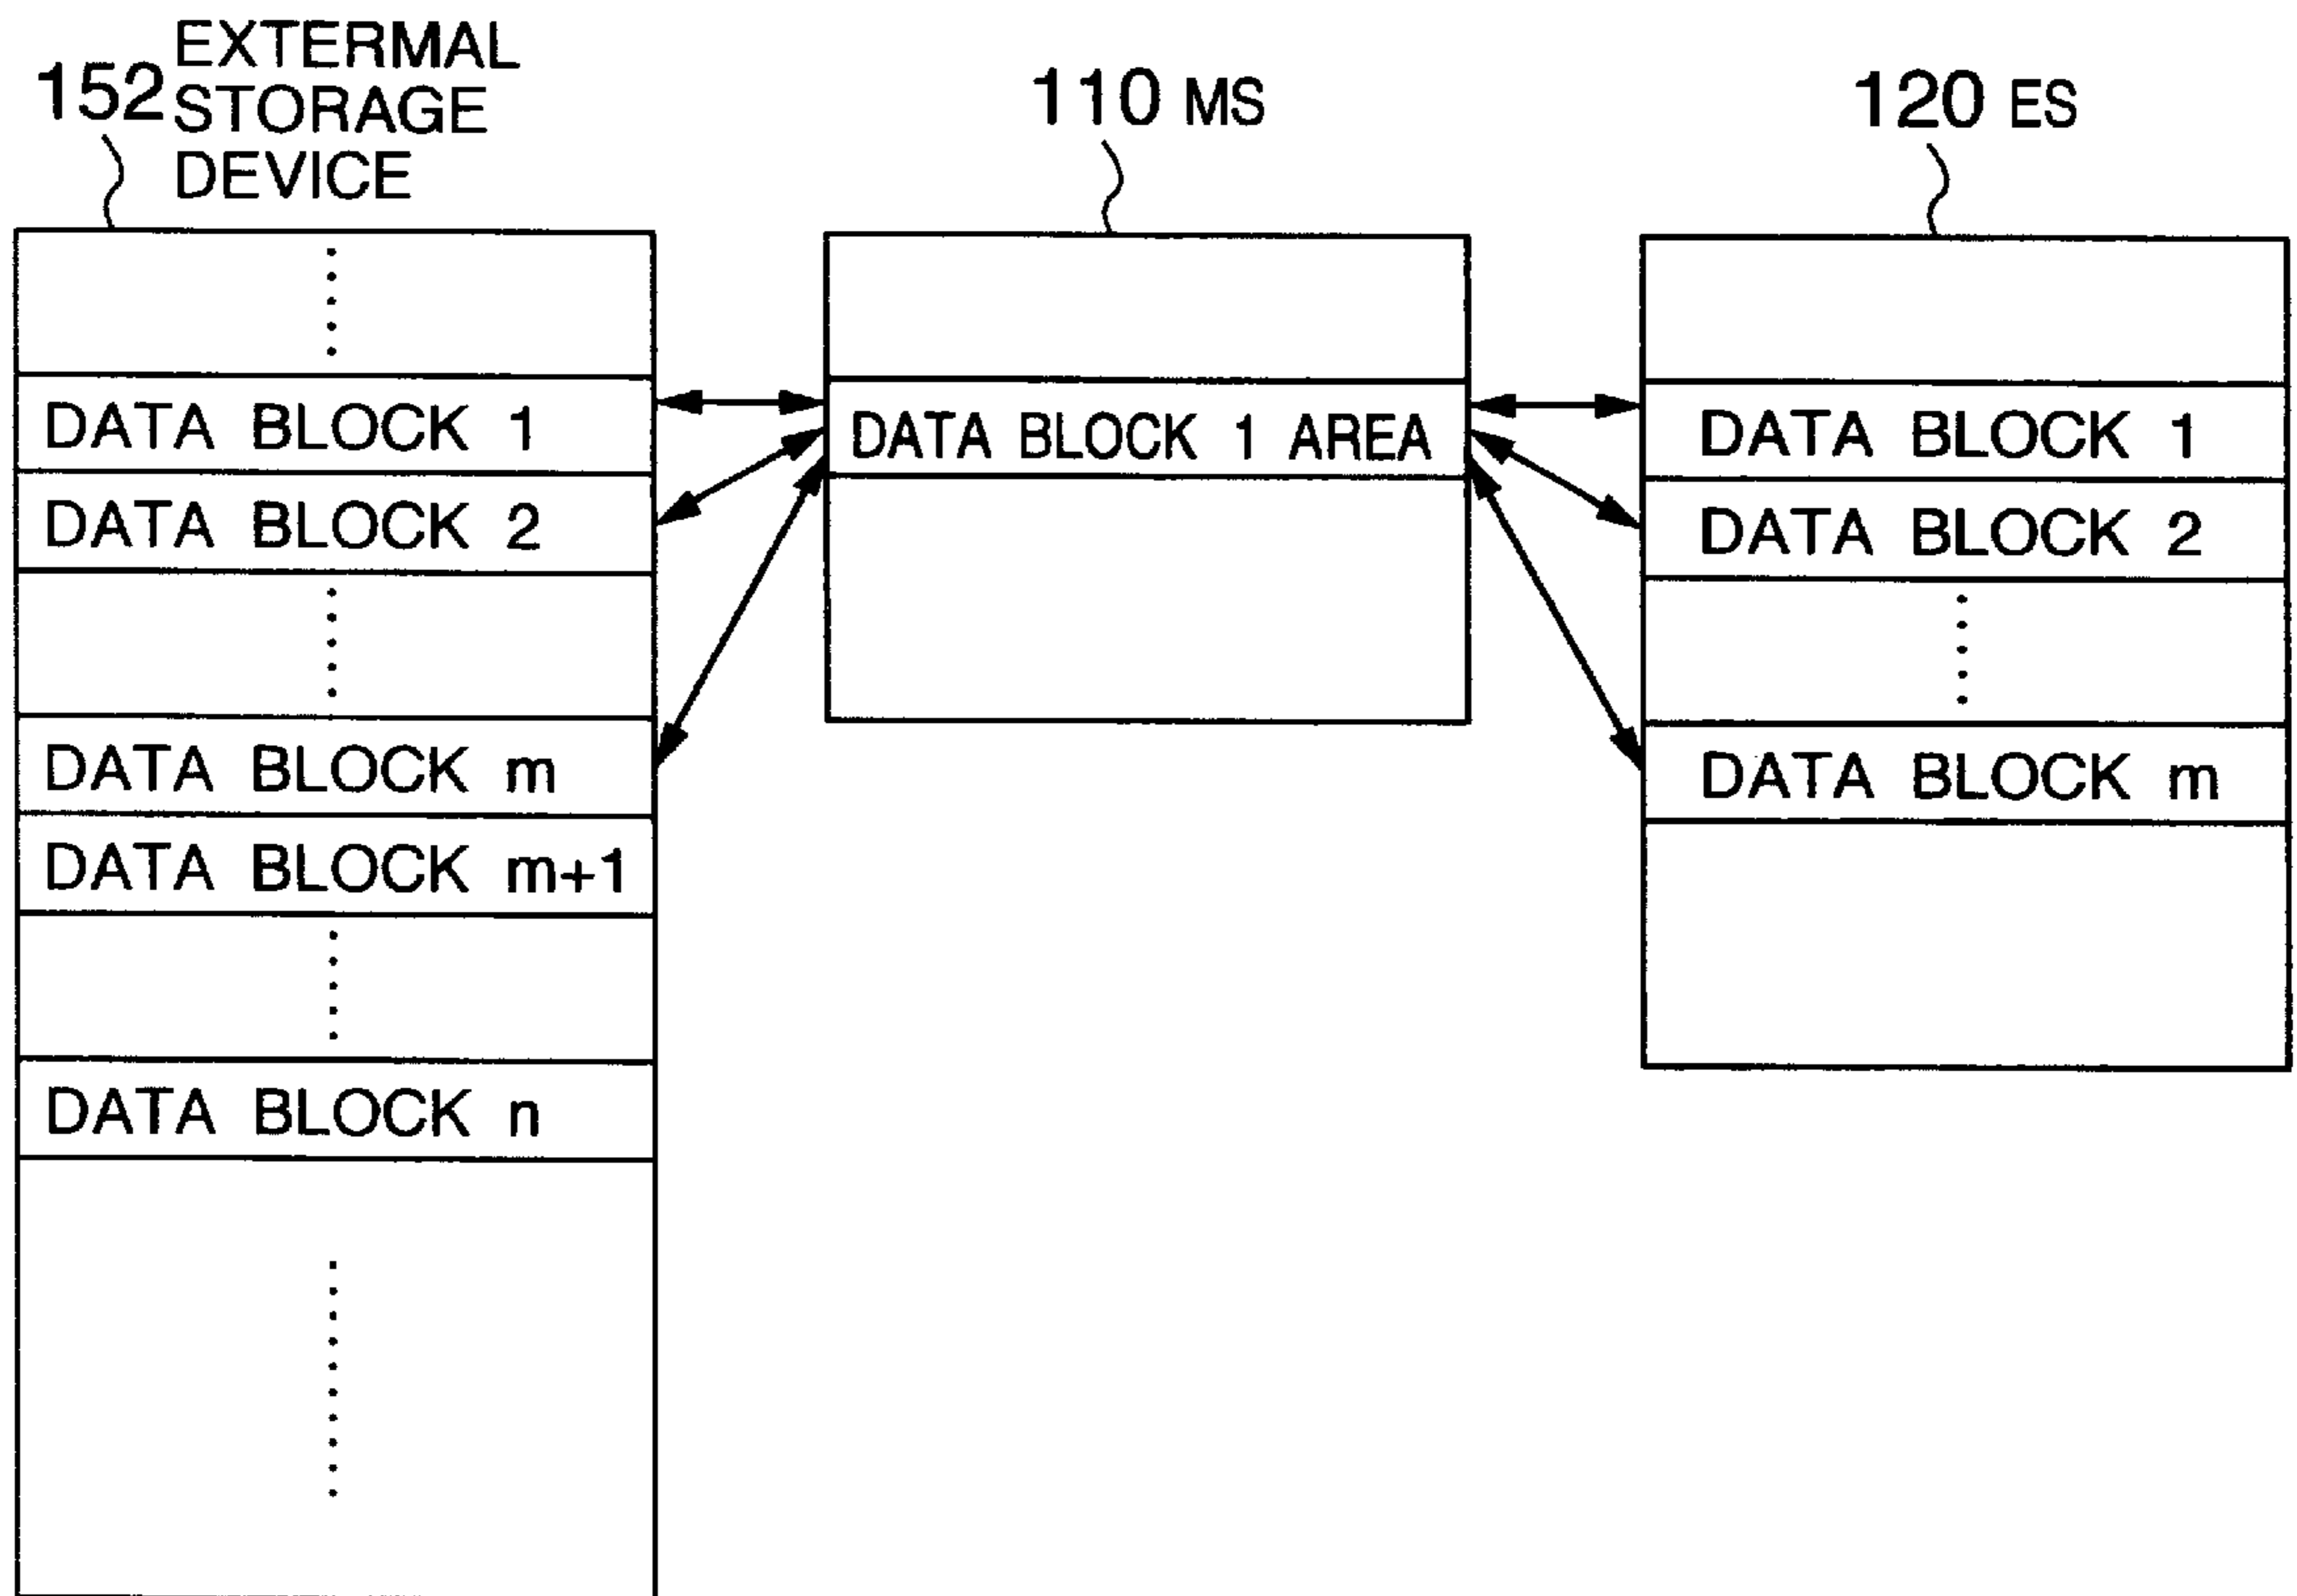 152 EXTERMAL
STORAGE
DEVICE
DATA BLOCK 1
DATA BLOCK 2
DATA BLOCK m
DATA BLOCK m+1
DATA BLOCK n
110 MS
DATA BLOCK 1 AREA
120 ES
DATA BLOCK 1
DATA BLOCK 2
DATA BLOCK m